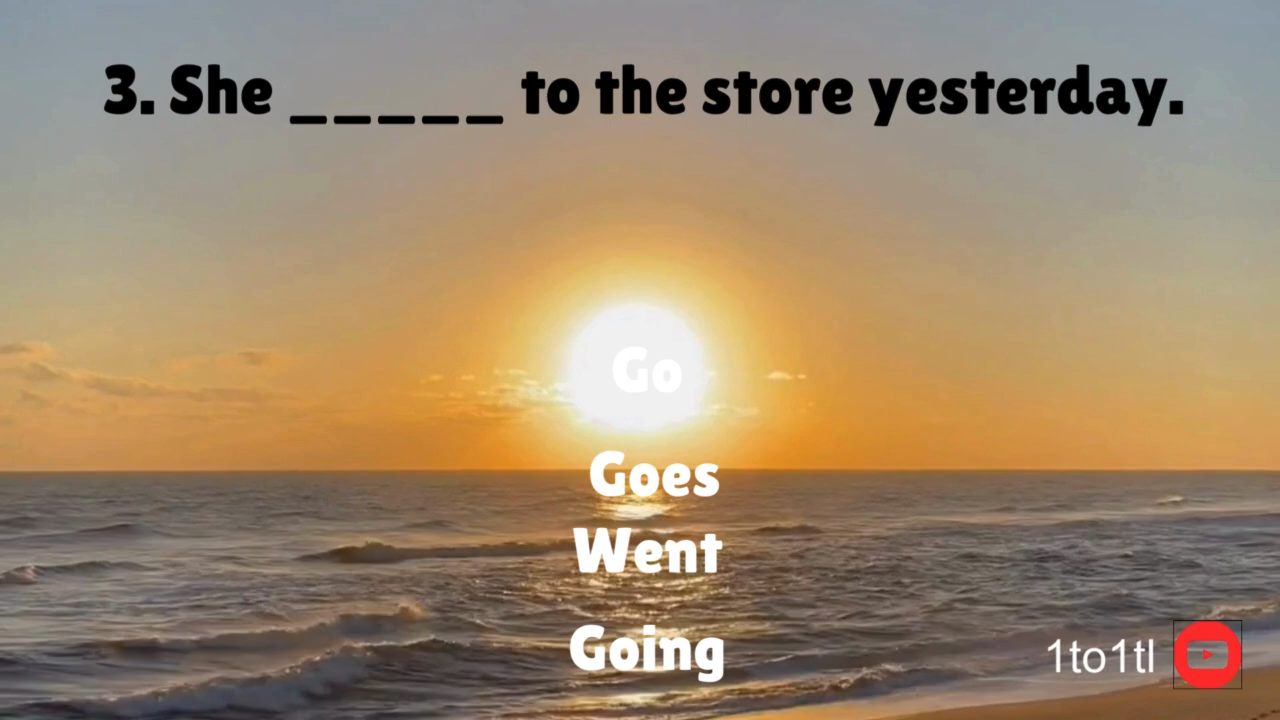 3. She _____ to the store yesterday.
Go
Goes
Went
Going
1to1tl